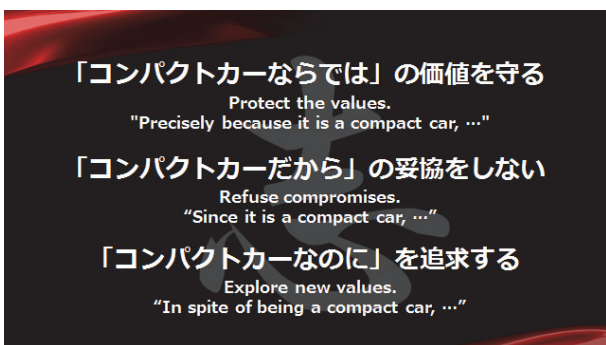 「コンパクトカーならでは」の価値を守る
Protect the values.
"Precisely because it is a compact car, …"
「コンパクトカーだから」の妥協をしない
Refuse compromises.
“Since it is a compact car, …”
「コンパクトカーなのに」を追求する
Explore new values.
“In spite of being a compact car, …”
志